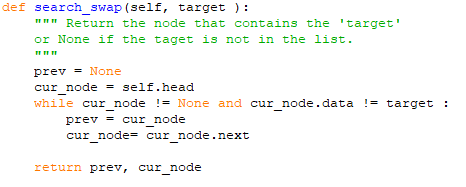 def search_swap(self, target ):
""" Return the node that contains the 'target'
or None if the taget is not in the list.
"""
prev = None
cur_node = self.head
while cur_node != None and cur_node.data != target :
prev = cur_node
cur_node= cur_node.next
return prev, cur_node